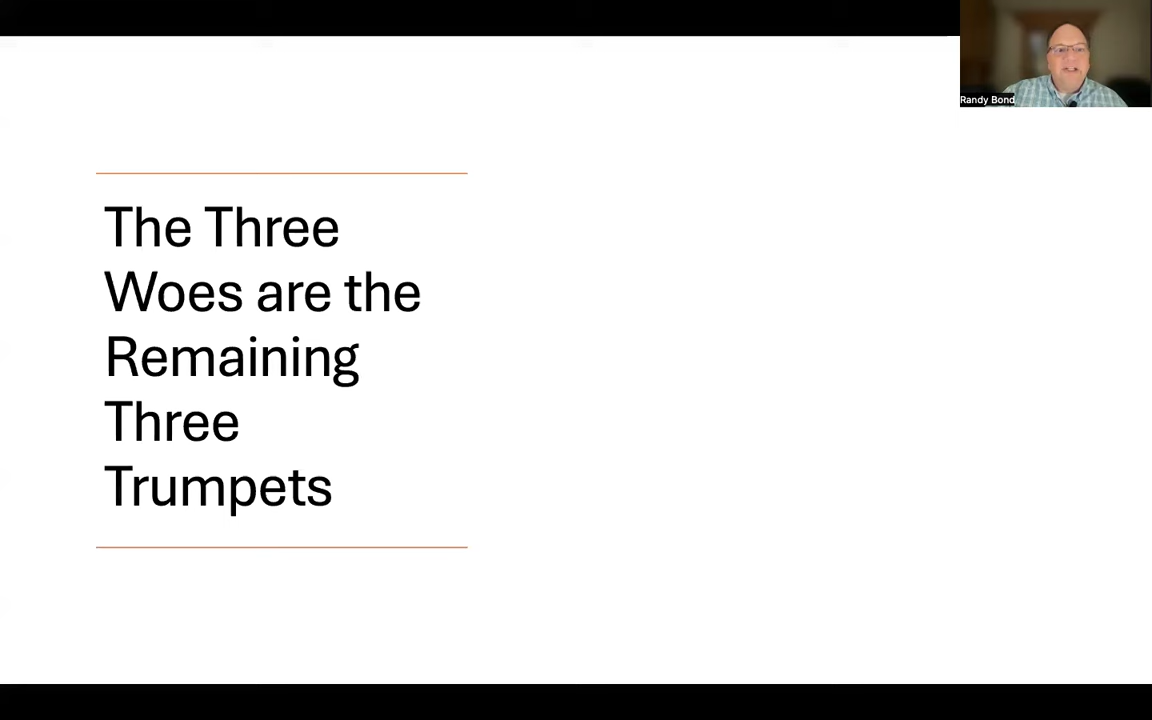 Randy Bond
The Three
Woes are the
Remaining
Three
Trumpets